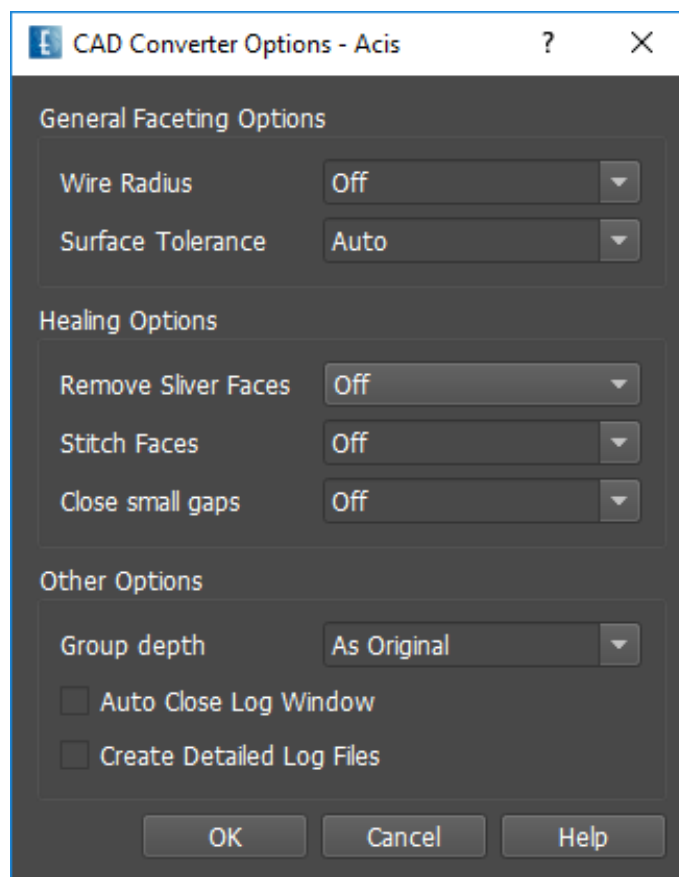 CAD Converter Options - Acis ? ×
General Faceting Options
Wire Radius Off
Surface Tolerance Auto
Healing Options
Remove Sliver Faces Off
Stitch Faces Off
Close small gaps Off
Other Options
Group depth As Original
Auto Close Log Window
Create Detailed Log Files
OK Cancel Help